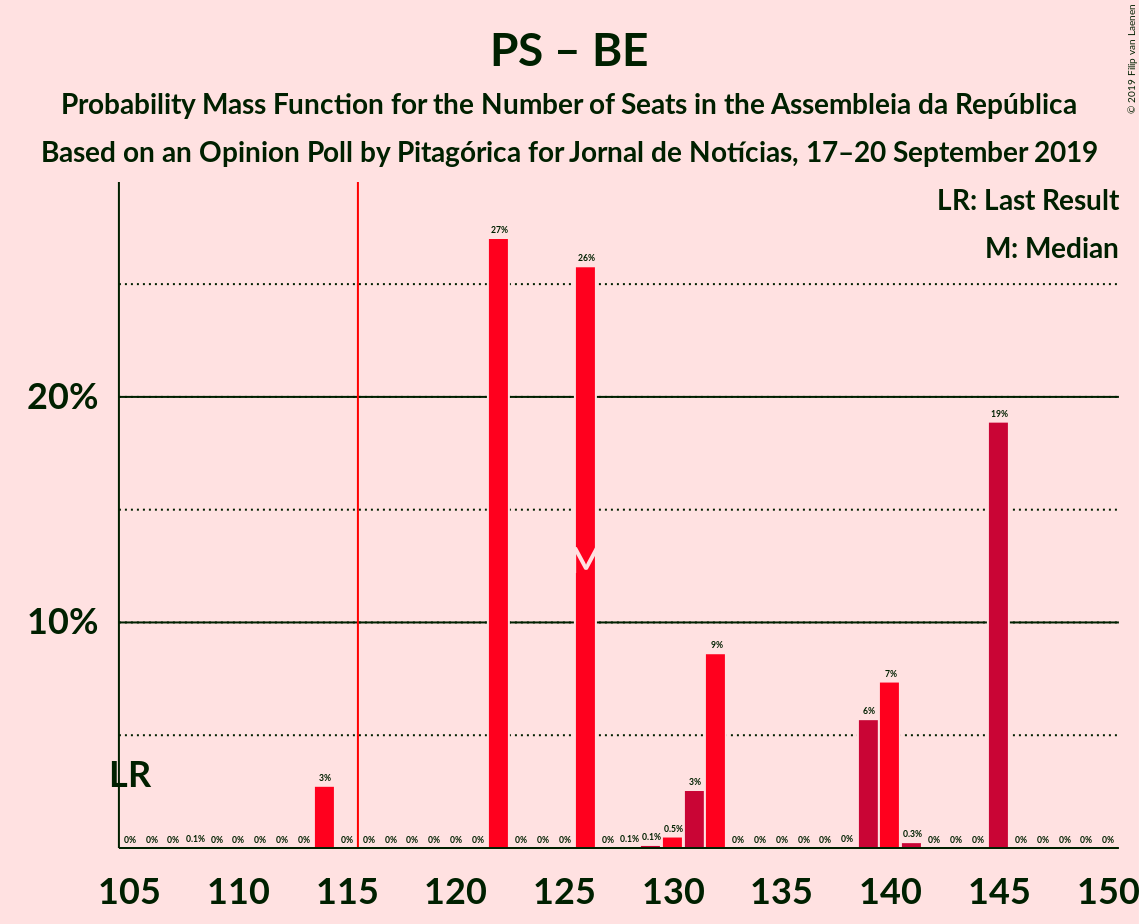 PS – BE
Probability Mass Function for the Number of Seats in the Assembleia da República
Based on an Opinion Poll by Pitagórica for Jornal de Notícias, 17–20 September 2019
© 2019 Filip van Laenen
LR: Last Result
M: Median
27%
26%
20%
19%
10%
9%
7%
6%
LR
3%
3%
0% 0% 0% 0.1% 0% 0% 0% 0% 0% 0% 0% 0% 0% 0% 0% 0% 0% 0% 0% 0% 0.1% 0.1% 0.5% 0% 0% 0% 0% 0% 0% 0.3% 0% 0% 0% 0% 0% 0% 0% 0%
105 110 115 120 125 130 135 140 145 150